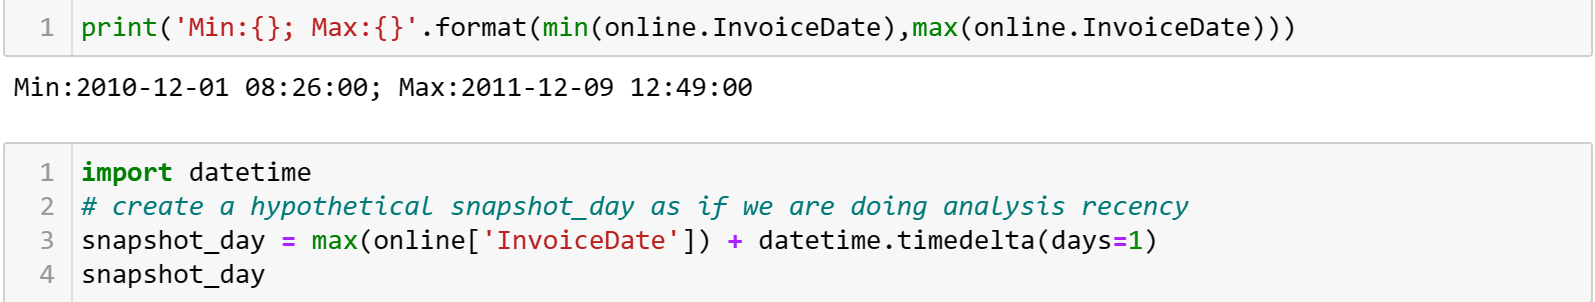 1 print('Min:{}; Max:{}'.format(min(online.InvoiceDate),max(online.InvoiceDate)))
Min:2010-12-01 08:26:00; Max:2011-12-09 12:49:00
1 import datetime
2 # create a hypothetical snapshot_day as if we are doing analysis recency
3 snapshot_day = max(online['InvoiceDate']) + datetime.timedelta(days=1)
4 snapshot_day